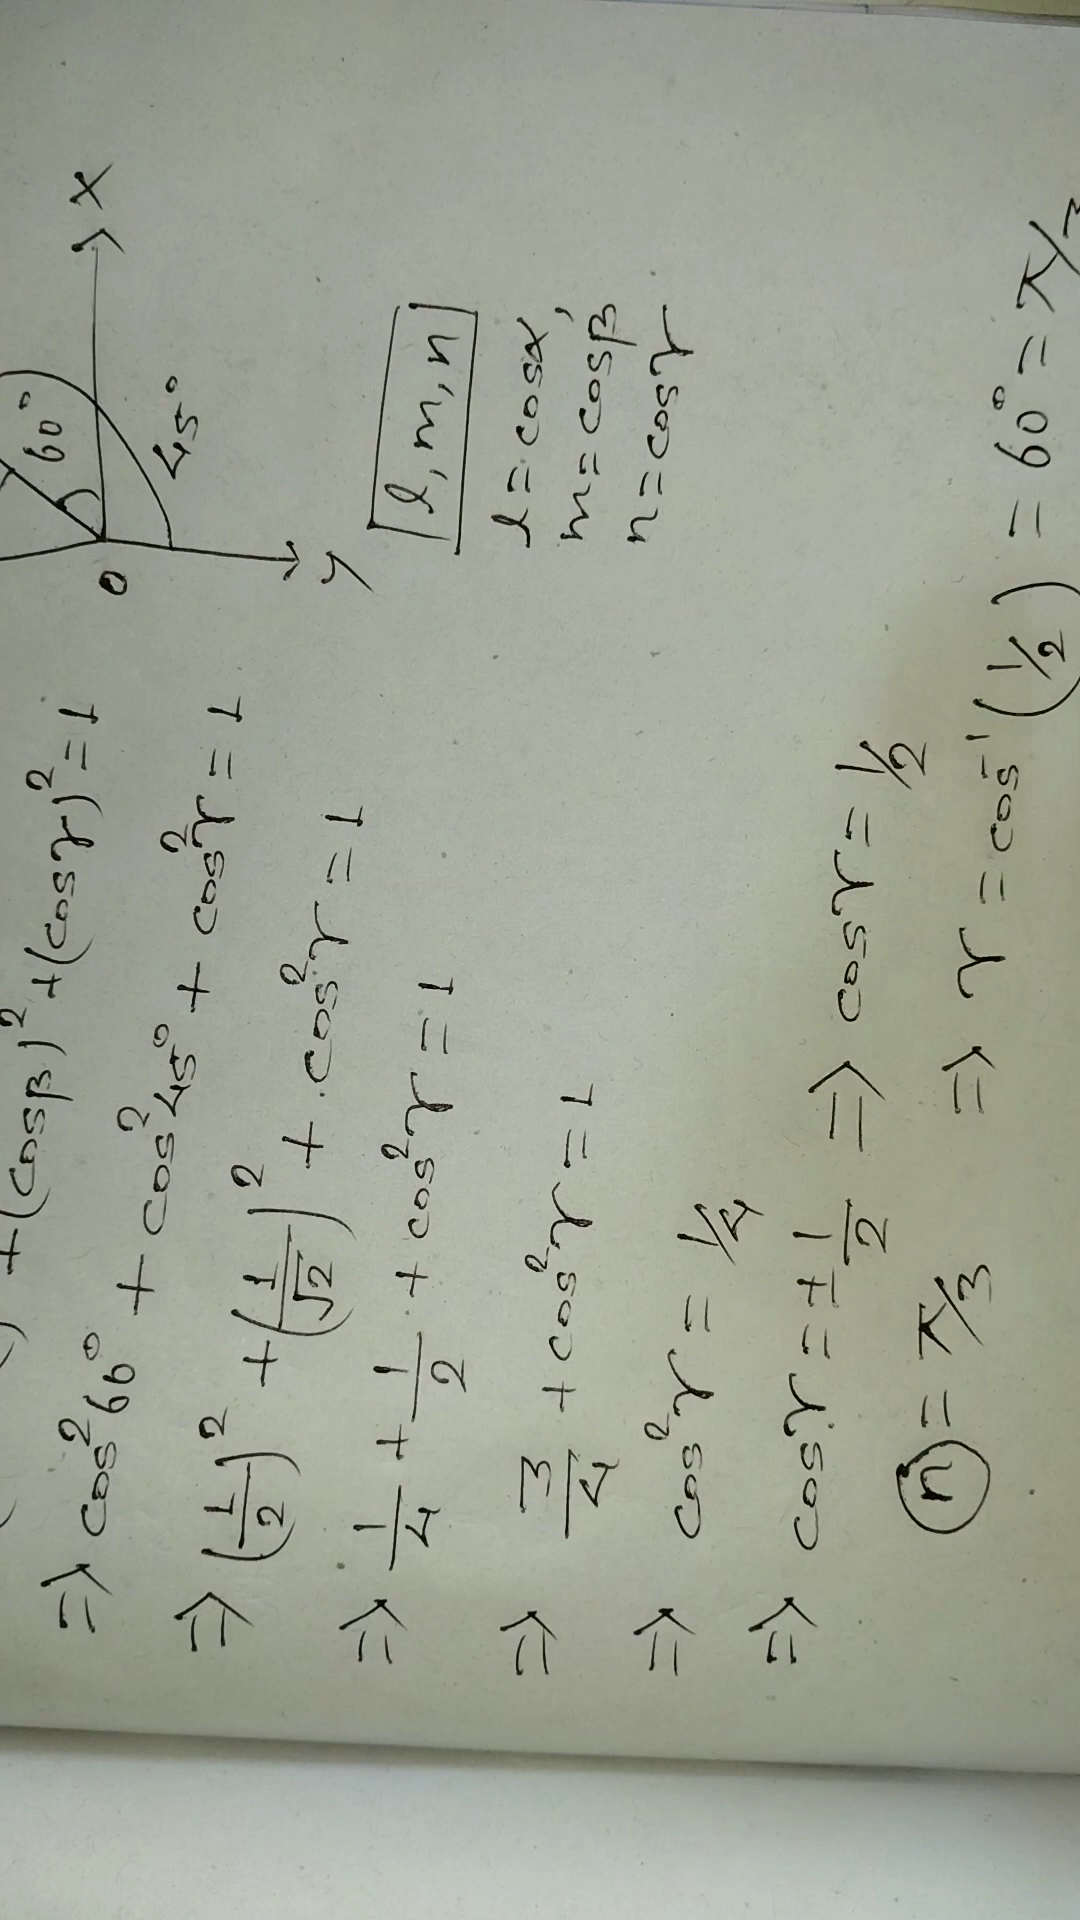 X
60°
45°
O
y
l, m, n
l = cosα,
m = cosβ
n = cosγ
+ (cosβ)² + (cosγ)² = 1
⇒ cos²60° + cos²45° + cos²γ = 1
⇒ (1/2)² + (1/√2)² + cos²γ = 1
⇒ 1/4 + 1/2 + cos²γ = 1
⇒ 3/4 + cos²γ = 1
⇒ cos²γ = 1/4
⇒ cosγ = ± 1/2 ⇒ cosγ = 1/2
n = π/3 ⇒ γ = cos⁻¹(1/2) = 60° = π/3